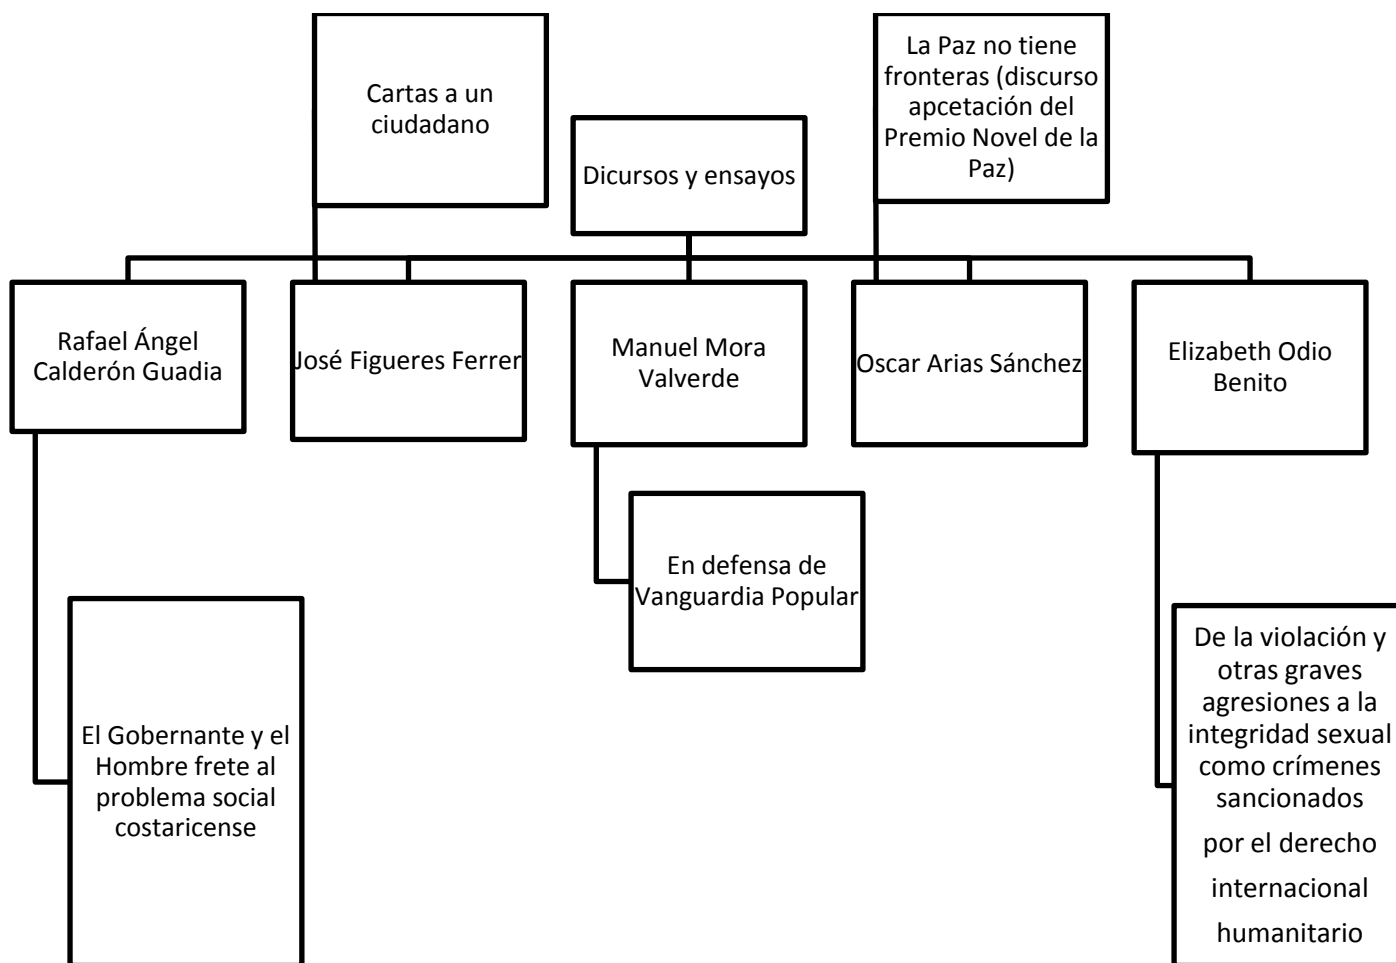 Cartas a un
ciudadano
La Paz no tiene
fronteras (discurso
apcetación del
Premio Novel de la
Paz)
Dicursos y ensayos
Rafael Ángel
Calderón Guadia
José Figueres Ferrer
Manuel Mora
Valverde
Oscar Arias Sánchez
Elizabeth Odio
Benito
En defensa de
Vanguardia Popular
El Gobernante y el
Hombre frete al
problema social
costaricense
De la violación y
otras graves
agresiones a la
integridad sexual
como crímenes
sancionados
por el derecho
internacional
humanitario